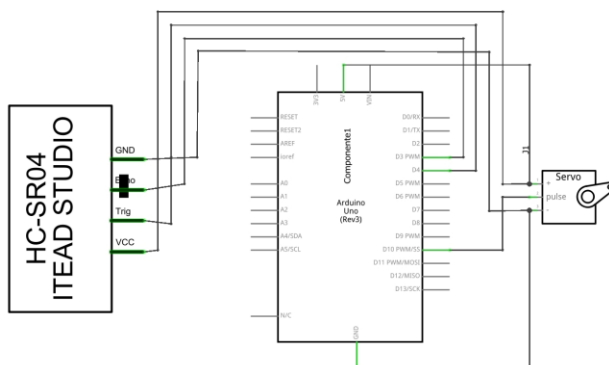 HC-SR04
ITEAD STUDIO
GND
Trig
VCC
3V3
5V
VIN
RESET
RESET2
AREF
ioref
A0
A1
A2
A3
A4/SDA
A5/SCL
N/C
Componente1
Arduino
Uno
(Rev3)
D0/RX
D1/TX
D2
D3 PWM
D4
D5 PWM
D6 PWM
D7
D8
D9 PWM
D10 PWM/SS
D11 PWM/MOSI
D12/MISO
D13/SCK
GND
J1
Servo
+
pulse
-